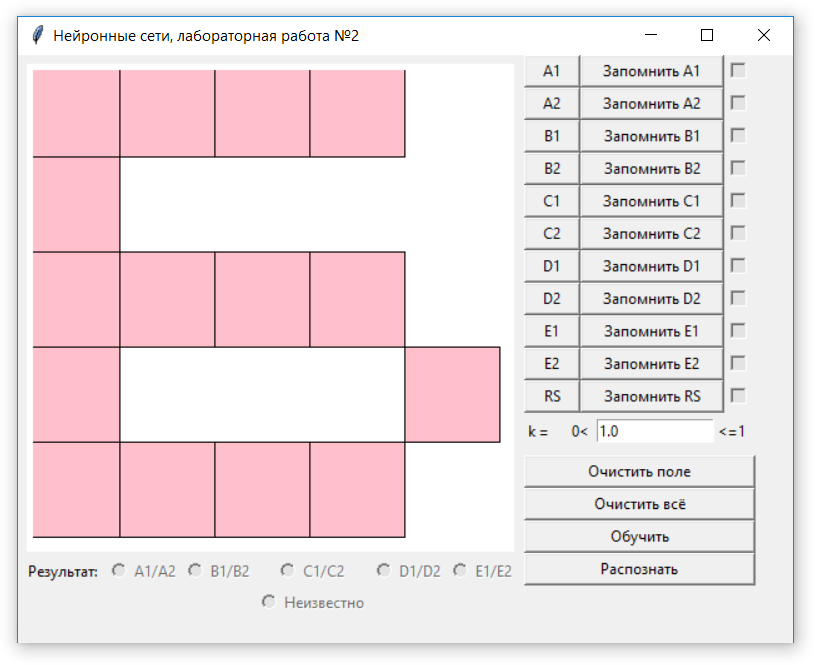 Нейронные сети, лабораторная работа №2
A1 Запомнить A1
A2 Запомнить A2
B1 Запомнить B1
B2 Запомнить B2
C1 Запомнить C1
C2 Запомнить C2
D1 Запомнить D1
D2 Запомнить D2
E1 Запомнить E1
E2 Запомнить E2
RS Запомнить RS
k = 0< 1.0 <=1
Очистить поле
Очистить всё
Обучить
Распознать
Результат: A1/A2 B1/B2 C1/C2 D1/D2 E1/E2
Неизвестно